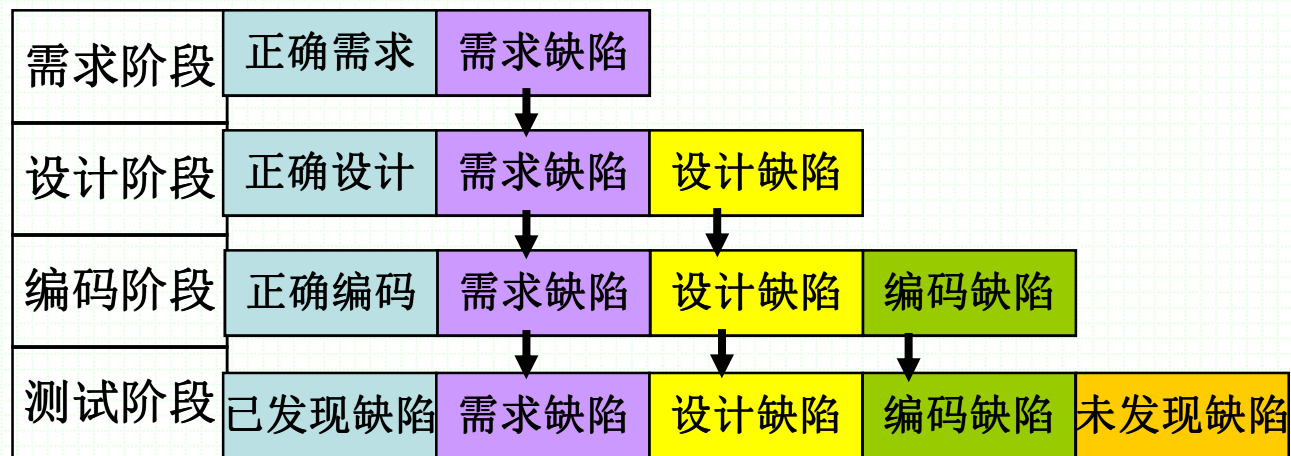 需求阶段 正确需求 需求缺陷
设计阶段 正确设计 需求缺陷 设计缺陷
编码阶段 正确编码 需求缺陷 设计缺陷 编码缺陷
测试阶段 已发现缺陷 需求缺陷 设计缺陷 编码缺陷 未发现缺陷